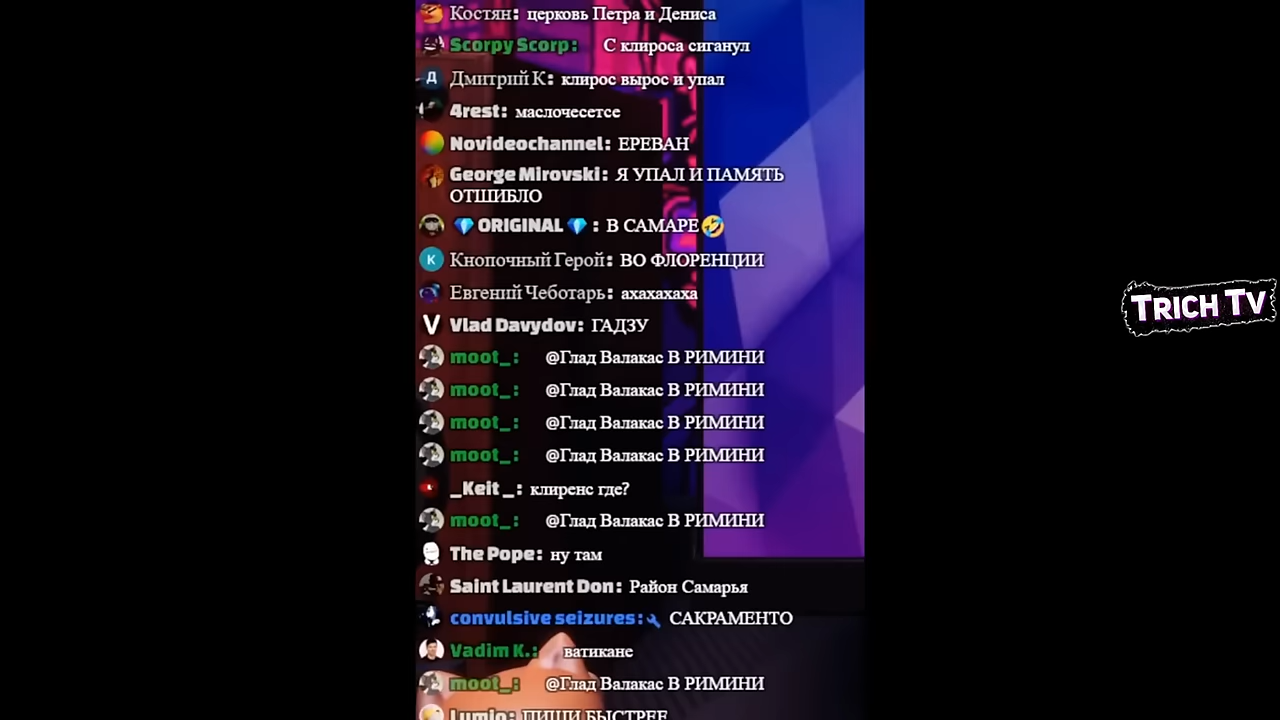 Костян: церковь Петра и Дениса
Scorpy Scorp: С клироса сиганул
Д Дмитрий К: клирос вырос и упал
4rest: маслочесетсе
Novideochannel: ЕРЕВАН
George Mirovski: Я УПАЛ И ПАМЯТЬ
ОТШИБЛО
💎 ORIGINAL 💎 : В САМАРЕ🤣
К Кнопочный Герой: ВО ФЛОРЕНЦИИ
Евгений Чеботарь: ахахахаха
V Vlad Davydov: ГАДЗУ
TRICH TV
moot_: @Глад Валакас В РИМИНИ
moot_: @Глад Валакас В РИМИНИ
moot_: @Глад Валакас В РИМИНИ
moot_: @Глад Валакас В РИМИНИ
_Keit_: клиренс где?
moot_: @Глад Валакас В РИМИНИ
The Pope: ну там
Saint Laurent Don: Район Самарья
convulsive seizures: САКРАМЕНТО
Vadim K.: ватикане
moot_: @Глад Валакас В РИМИНИ
Lumio: ПИШИ БЫСТРЕЕ